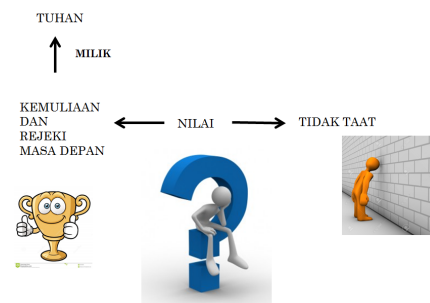 TUHAN
MILIK
KEMULIAAN
DAN
REJEKI
MASA DEPAN
NILAI
TIDAK TAAT